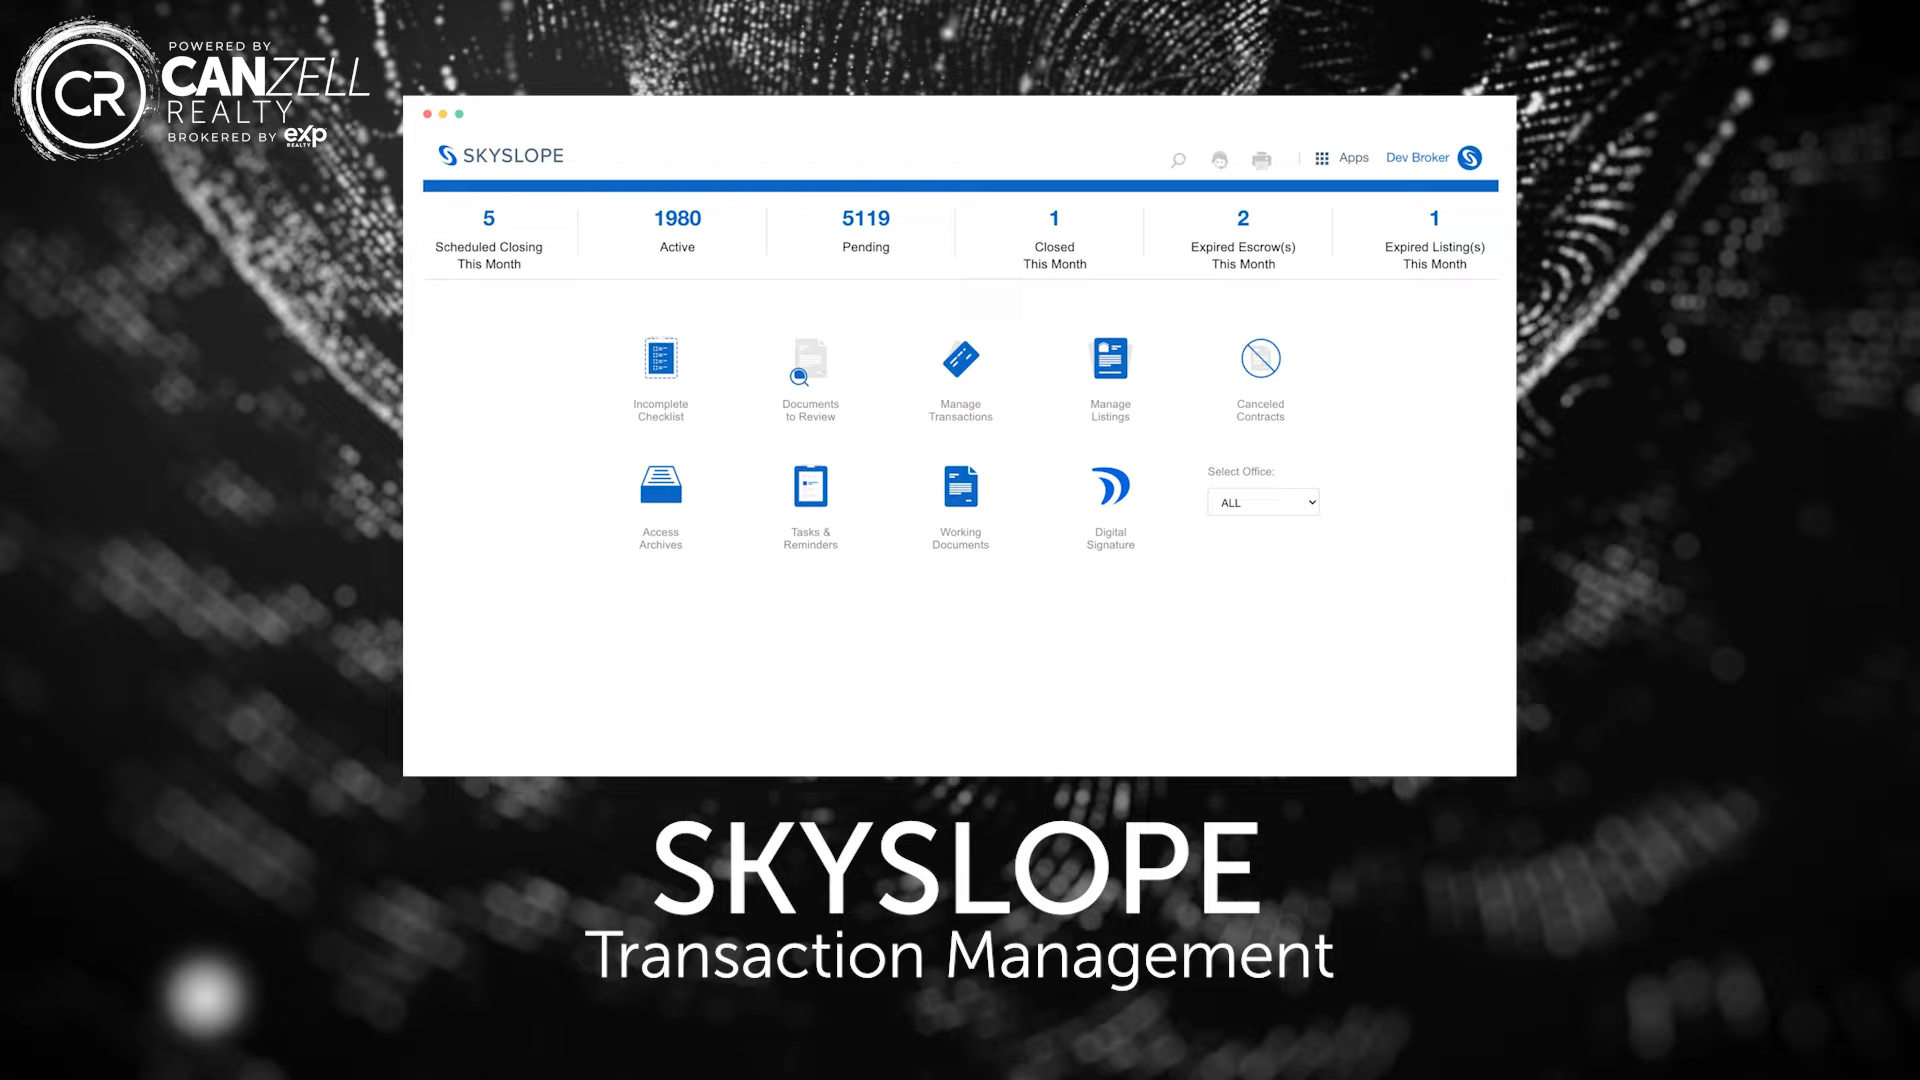 POWERED BY
CR
CANZELL
REALTY
BROKERED BY eXp
REALTY
SKYSLOPE
Apps
Dev Broker
5
Scheduled Closing
This Month
1980
Active
5119
Pending
1
Closed
This Month
2
Expired Escrow(s)
This Month
1
Expired Listing(s)
This Month
Incomplete
Checklist
Documents
to Review
Manage
Transactions
Manage
Listings
Canceled
Contracts
Access
Archives
Tasks &
Reminders
Working
Documents
Digital
Signature
Select Office:
ALL
SKYSLOPE
Transaction Management